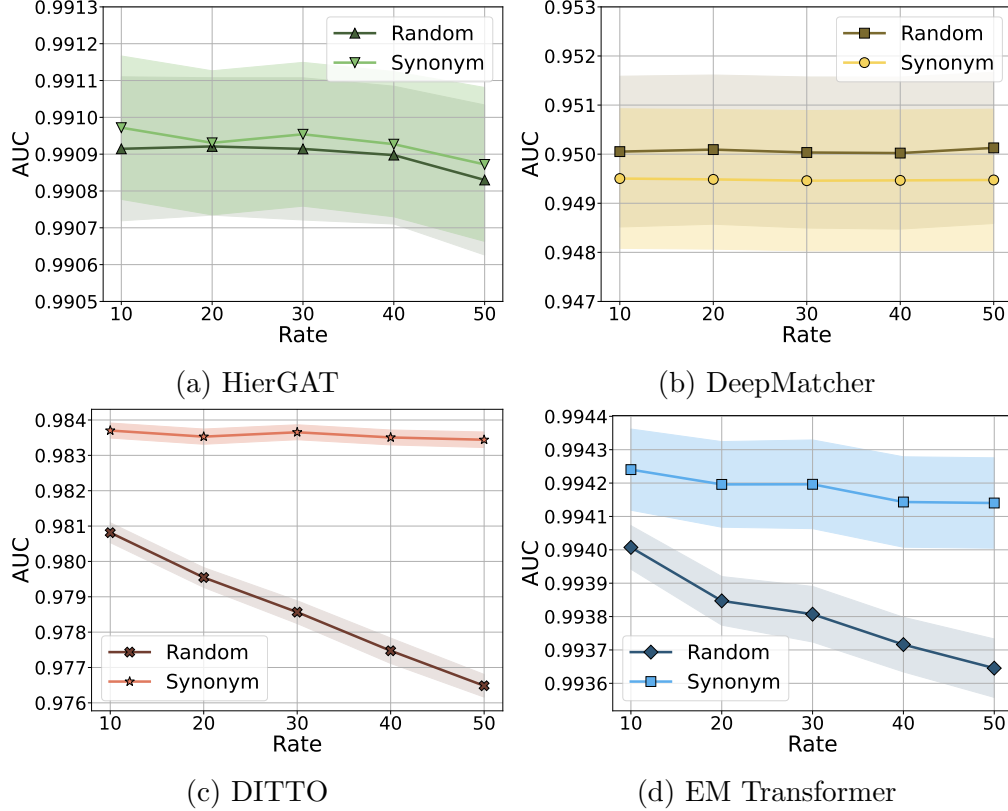 0.9913
0.9912
0.9911
0.9910
0.9909
0.9908
0.9907
0.9906
0.9905
AUC
Random
Synonym
10 20 30 40 50
Rate
(a) HierGAT
0.953
0.952
0.951
0.950
0.949
0.948
0.947
AUC
Random
Synonym
10 20 30 40 50
Rate
(b) DeepMatcher
0.984
0.983
0.982
0.981
0.980
0.979
0.978
0.977
0.976
AUC
Random
Synonym
10 20 30 40 50
Rate
(c) DITTO
0.9944
0.9943
0.9942
0.9941
0.9940
0.9939
0.9938
0.9937
0.9936
AUC
Random
Synonym
10 20 30 40 50
Rate
(d) EM Transformer